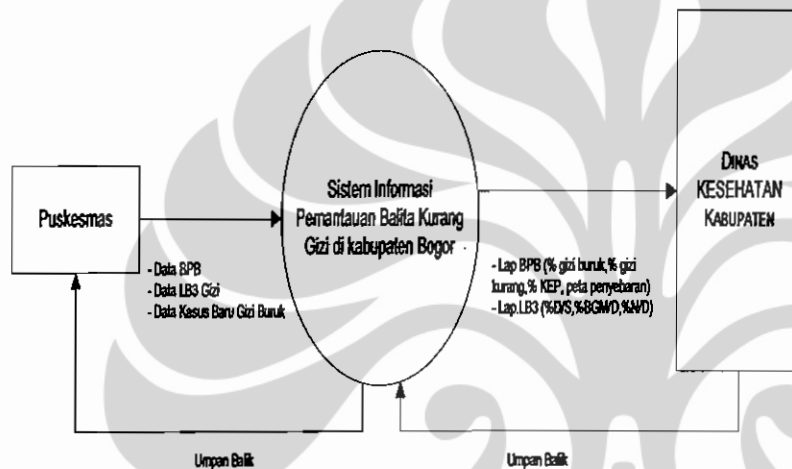 Puskesmas
- Data BPB
- Data LB3 Gizi
- Data Kasus Baru Gizi Buruk
Sistem Informasi
Pemantauan Balita Kurang
Gizi di kabupaten Bogor
- Lap BPB (% gizi buruk, % gizi
kurang, % KEP, peta penyebaran)
- Lap. LB3 (%D/S, %BGM/D, %N/D)
DINAS
KESEHATAN
KABUPATEN
Umpan Balik
Umpan Balik